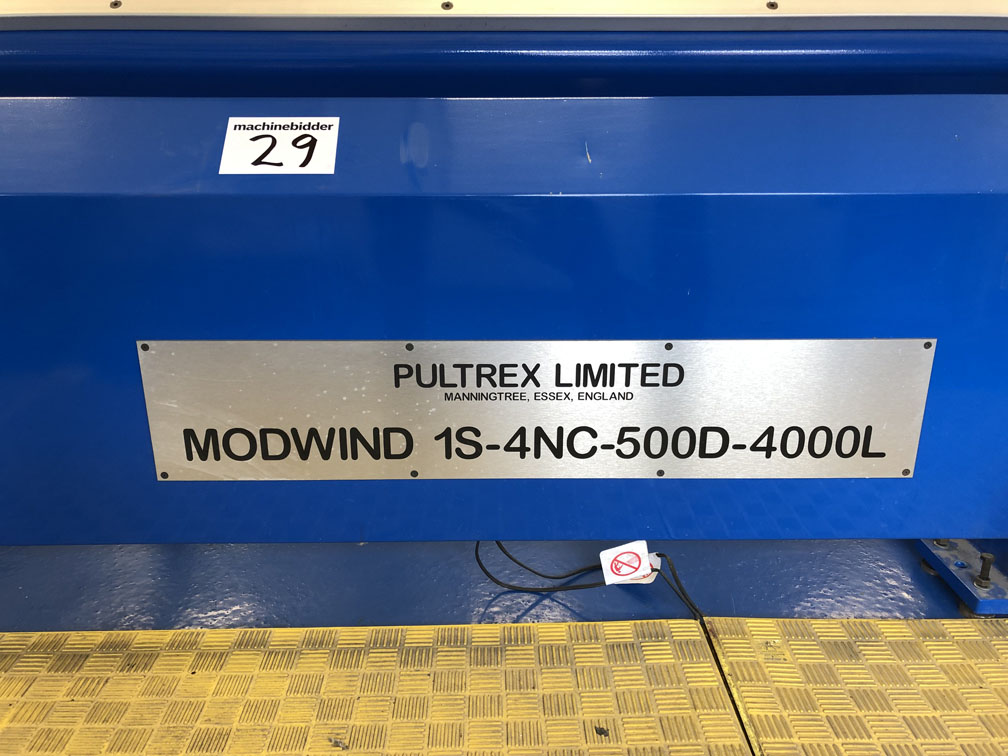 machinebidder
29
PULTREX LIMITED
MANNINGTREE, ESSEX, ENGLAND
MODWIND 1S-4NC-500D-4000L